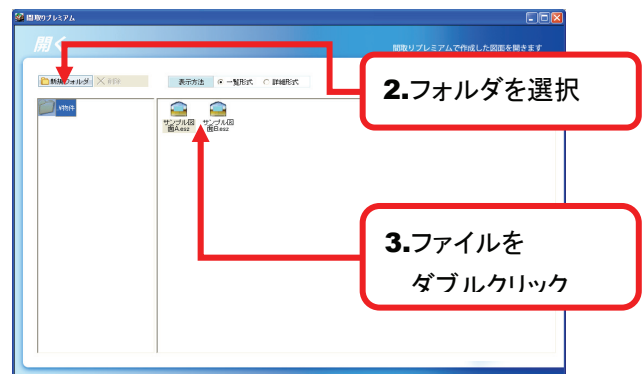 間取りプレミアム
開く
間取りプレミアムで作成した図面を開きます
新規フォルダ
削除
表示方法
一覧形式
詳細形式
2.フォルダを選択
サンプル図
面A.esz
サンプル図
面B.esz
3.ファイルを
ダブルクリック